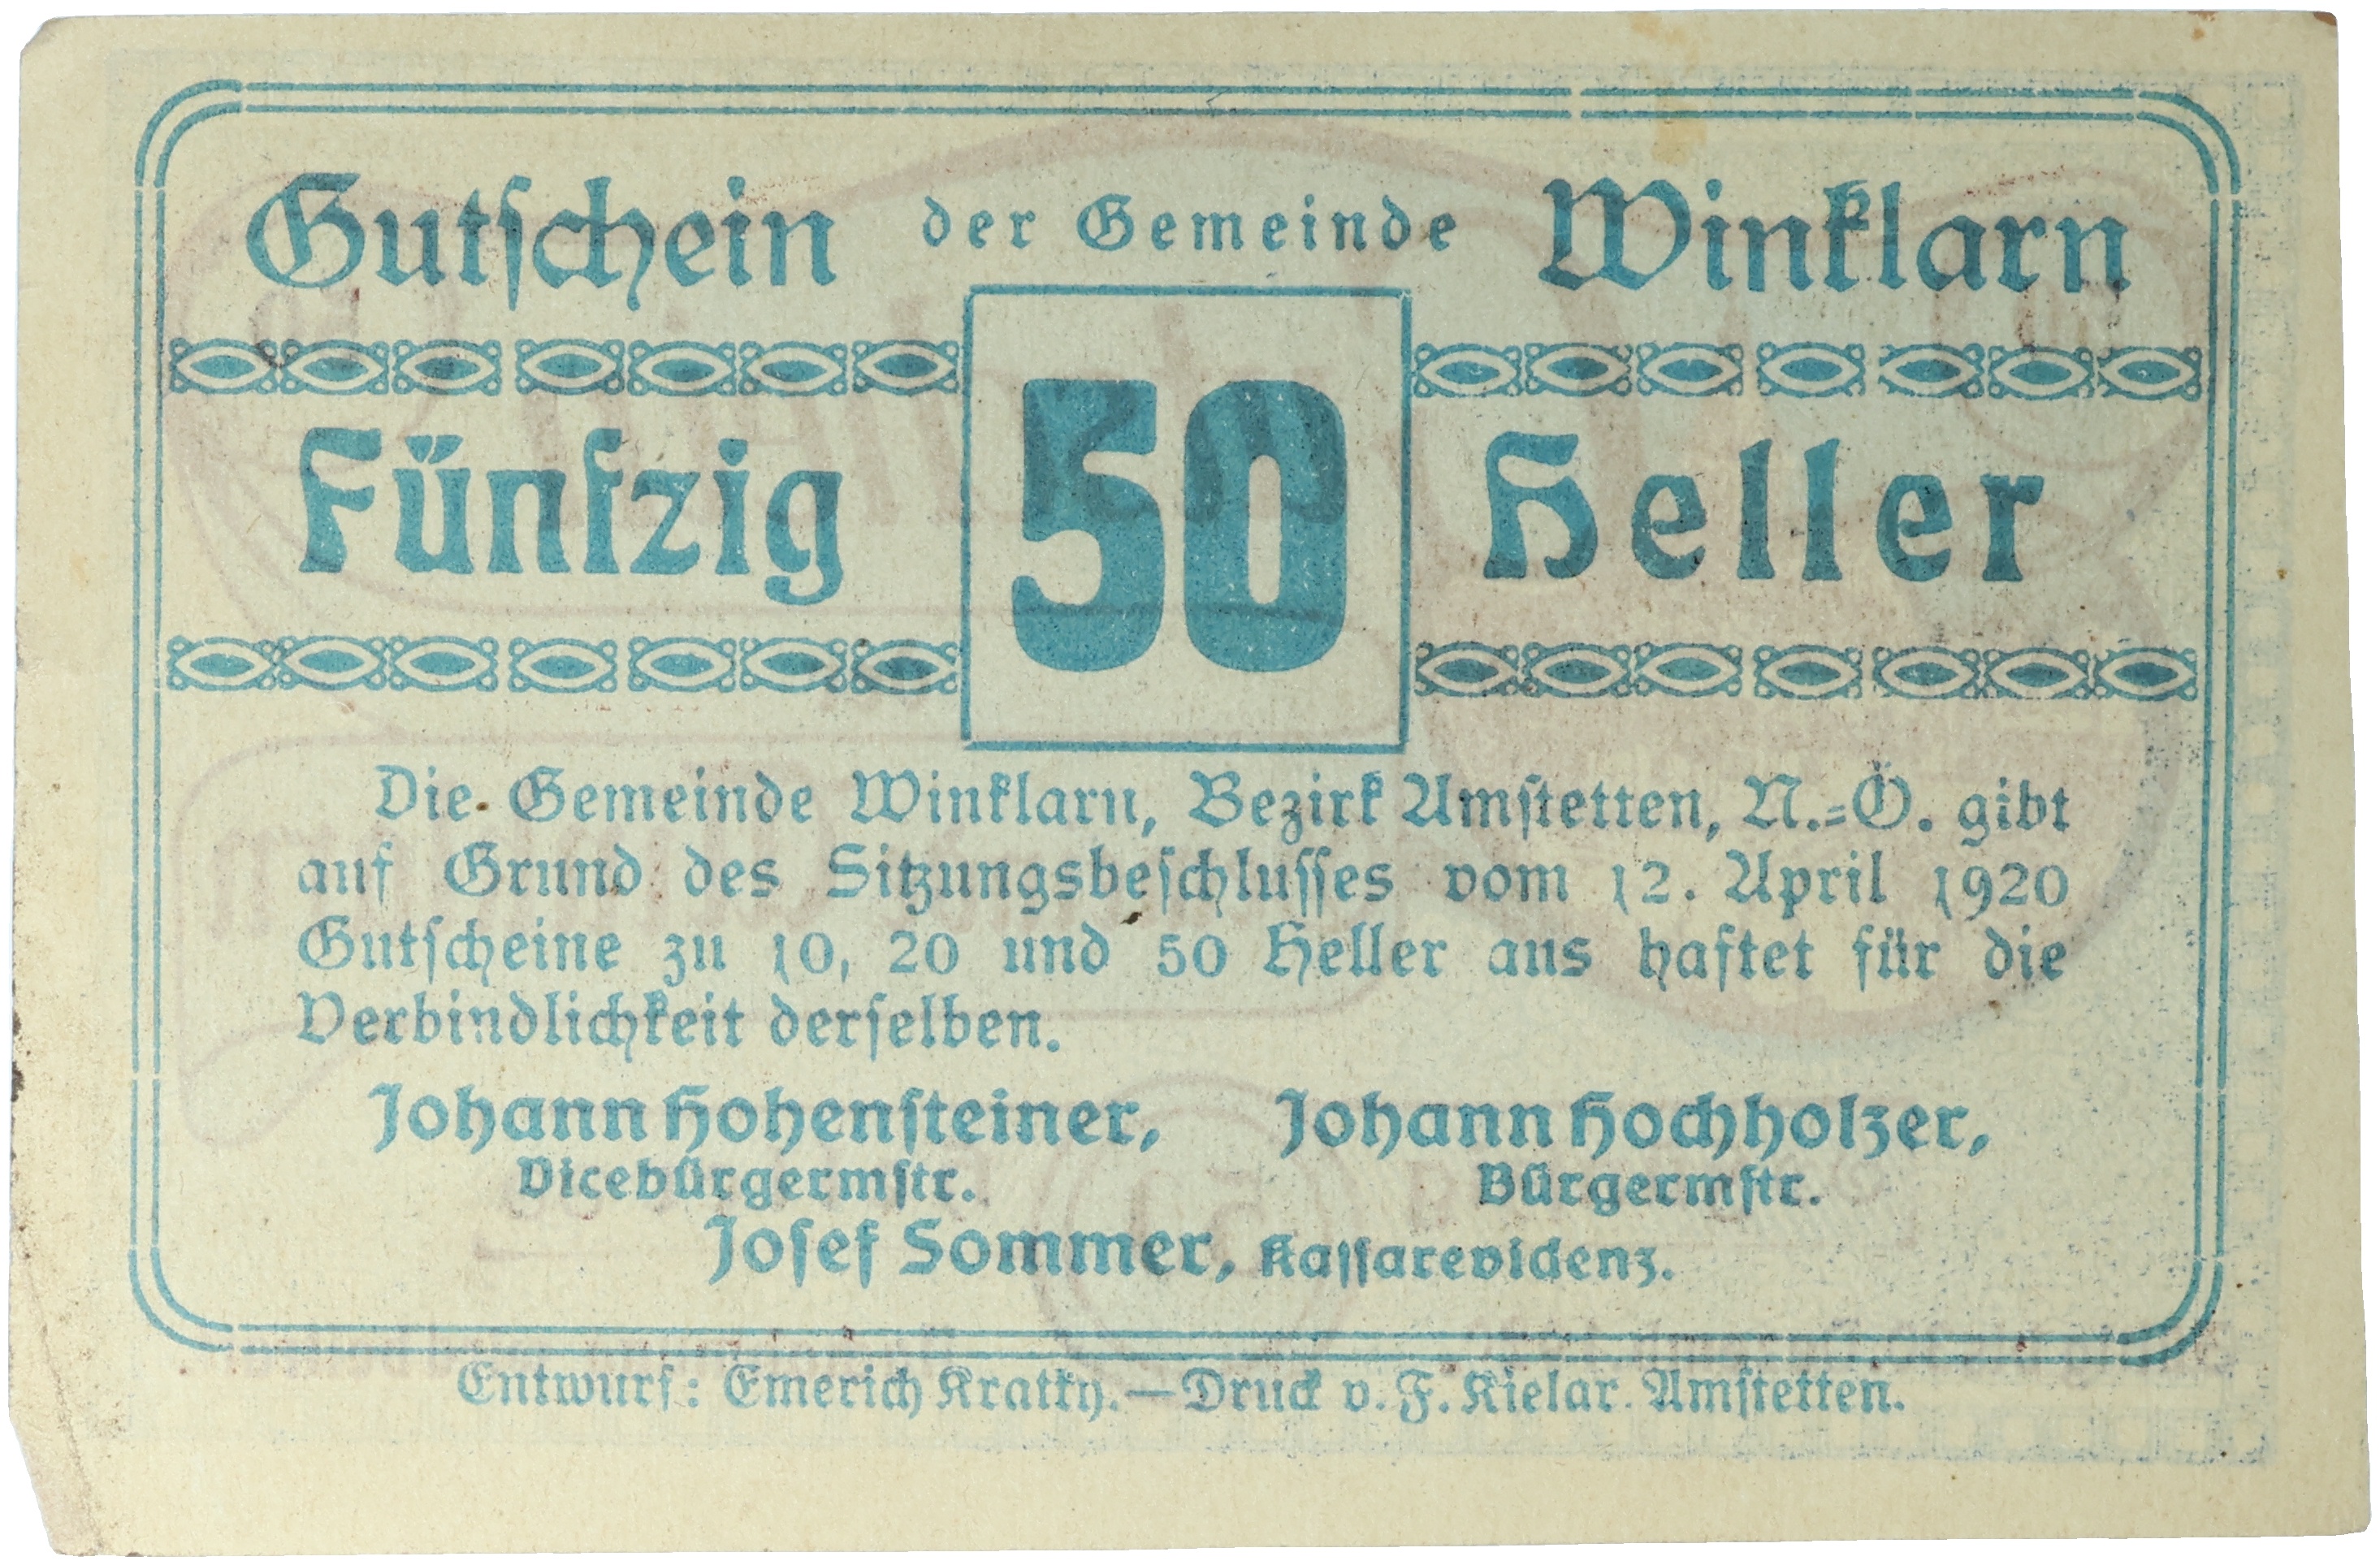 Gutschein der Gemeinde Winklarn
Fünfzig 50 Heller
Die Gemeinde Winklarn, Bezirk Amstetten, N.=Ö. gibt
auf Grund des Sitzungsbeschlusses vom 12. April 1920
Gutscheine zu 10, 20 und 50 Heller aus haftet für die
Verbindlichkeit derselben.
Johann Hohensteiner, Johann Hochholzer,
Vicebürgermstr. Bürgermstr.
Josef Sommer, Kassarevidenz.
Entwurf: Emerich Kratky. — Druck v. F. Kielar. Amstetten.